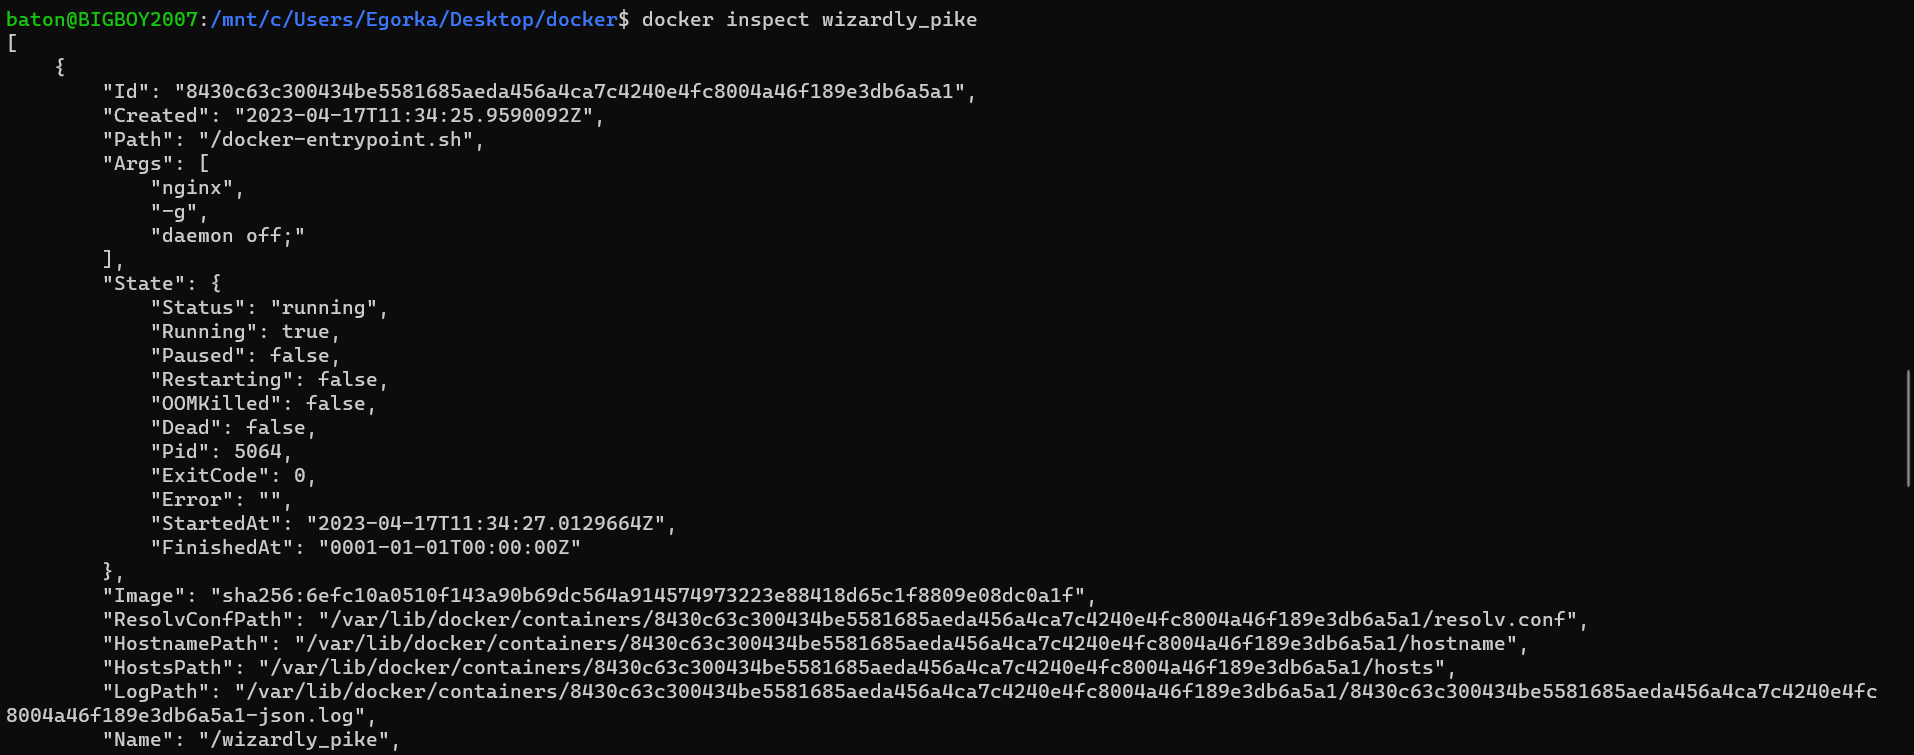 baton@BIGBOY2007:/mnt/c/Users/Egorka/Desktop/docker$ docker inspect wizardly_pike
[
    {
        "Id": "8430c63c300434be5581685aeda456a4ca7c4240e4fc8004a46f189e3db6a5a1",
        "Created": "2023-04-17T11:34:25.9590092Z",
        "Path": "/docker-entrypoint.sh",
        "Args": [
            "nginx",
            "-g",
            "daemon off;"
        ],
        "State": {
            "Status": "running",
            "Running": true,
            "Paused": false,
            "Restarting": false,
            "OOMKilled": false,
            "Dead": false,
            "Pid": 5064,
            "ExitCode": 0,
            "Error": "",
            "StartedAt": "2023-04-17T11:34:27.0129664Z",
            "FinishedAt": "0001-01-01T00:00:00Z"
        },
        "Image": "sha256:6efc10a0510f143a90b69dc564a914574973223e88418d65c1f8809e08dc0a1f",
        "ResolvConfPath": "/var/lib/docker/containers/8430c63c300434be5581685aeda456a4ca7c4240e4fc8004a46f189e3db6a5a1/resolv.conf",
        "HostnamePath": "/var/lib/docker/containers/8430c63c300434be5581685aeda456a4ca7c4240e4fc8004a46f189e3db6a5a1/hostname",
        "HostsPath": "/var/lib/docker/containers/8430c63c300434be5581685aeda456a4ca7c4240e4fc8004a46f189e3db6a5a1/hosts",
        "LogPath": "/var/lib/docker/containers/8430c63c300434be5581685aeda456a4ca7c4240e4fc8004a46f189e3db6a5a1/8430c63c300434be5581685aeda456a4ca7c4240e4fc
8004a46f189e3db6a5a1-json.log",
        "Name": "/wizardly_pike",